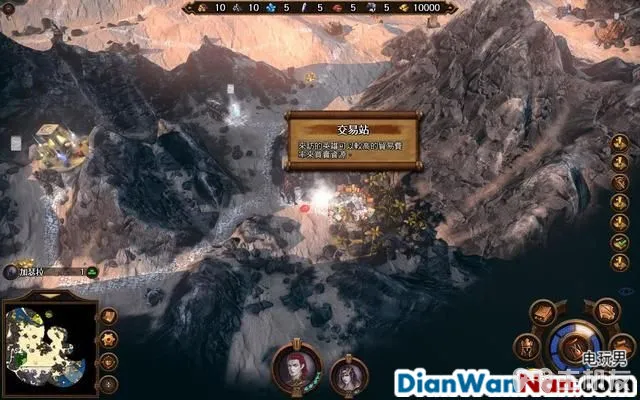 10 10 5 5 5 5 10000
交易站
來訪的英雄可以較高的貿易費
率來買賣資源。
加瑟拉 1
电玩男
DianWanNan.com